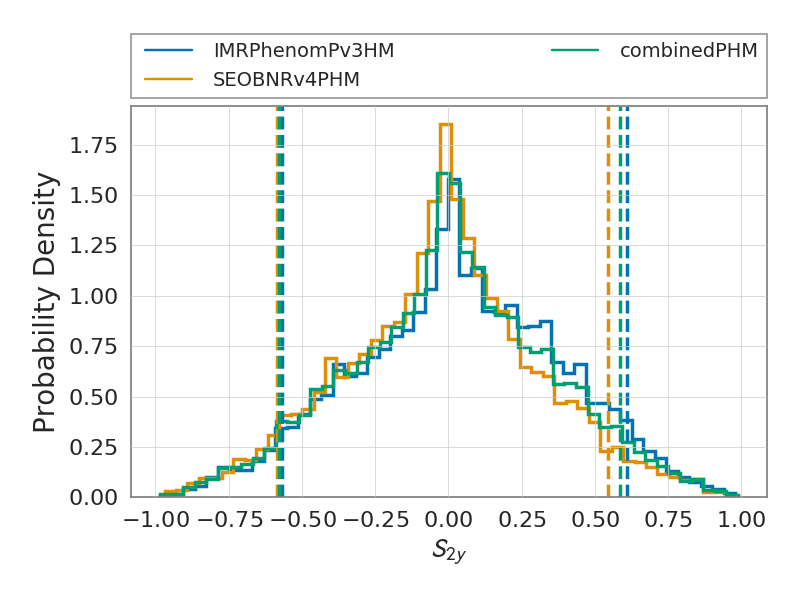 IMRPhenomPv3HM
SEOBNRv4PHM
combinedPHM
Probability Density
1.75
1.50
1.25
1.00
0.75
0.50
0.25
0.00
−1.00 −0.75 −0.50 −0.25 0.00 0.25 0.50 0.75 1.00
S2y